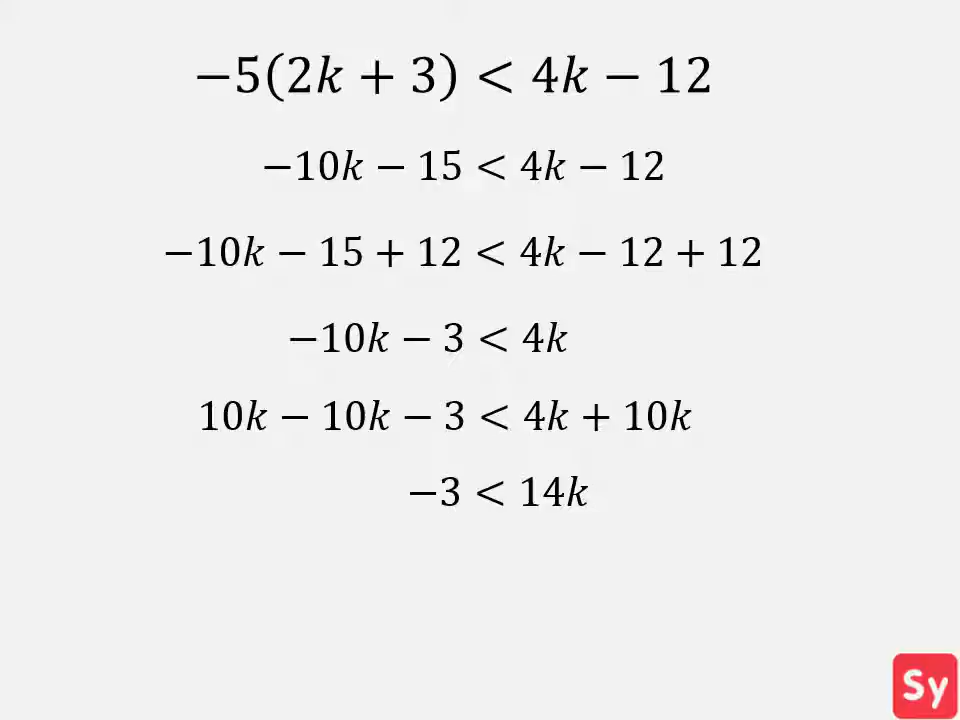 −5(2k + 3) < 4k − 12
−10k − 15 < 4k − 12
−10k − 15 + 12 < 4k − 12 + 12
−10k − 3 < 4k
10k − 10k − 3 < 4k + 10k
−3 < 14k
Sy